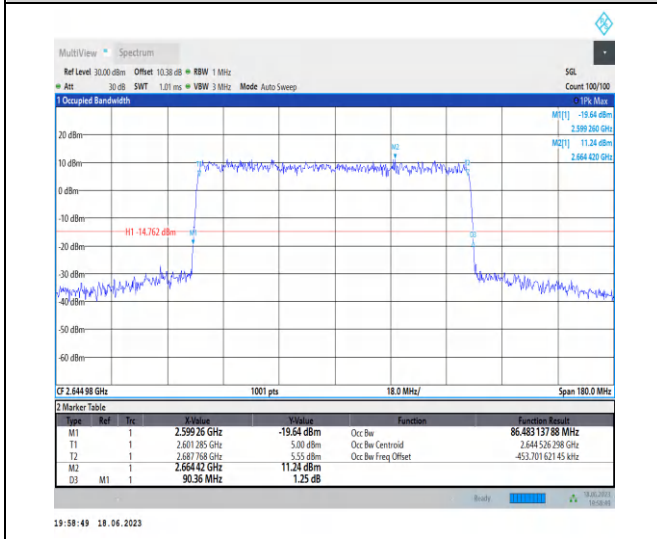 MultiView Spectrum
Ref Level 30.00 dBm Offset 10.38 dB RBW 1 MHz SGL
Att 30 dB SWT 1.01 ms VBW 3 MHz Mode Auto Sweep Count 100/100
1 Occupied Bandwidth 1Pk Max
M1[1] -19.64 dBm
2.599 260 GHz
20 dBm
M2[1] 11.24 dBm
M2
2.664 420 GHz
10 dBm
0 dBm
-10 dBm
H1 -14.762 dBm M1
D3
-20 dBm
-30 dBm
-40 dBm
-50 dBm
-60 dBm
CF 2.644 98 GHz 1001 pts 18.0 MHz/ Span 180.0 MHz
2 Marker Table
Type Ref Trc X-Value Y-Value Function Function Result
M1 1 2.599 26 GHz -19.64 dBm Occ Bw 86.483 137 88 MHz
T1 1 2.601 285 GHz 5.00 dBm Occ Bw Centroid 2.644 526 298 GHz
T2 1 2.687 768 GHz 5.55 dBm Occ Bw Freq Offset -453.701 621 45 kHz
M2 1 2.664 42 GHz 11.24 dBm
D3 M1 1 90.36 MHz 1.25 dB
Ready 18.06.2023
19:58:49
19:58:49 18.06.2023